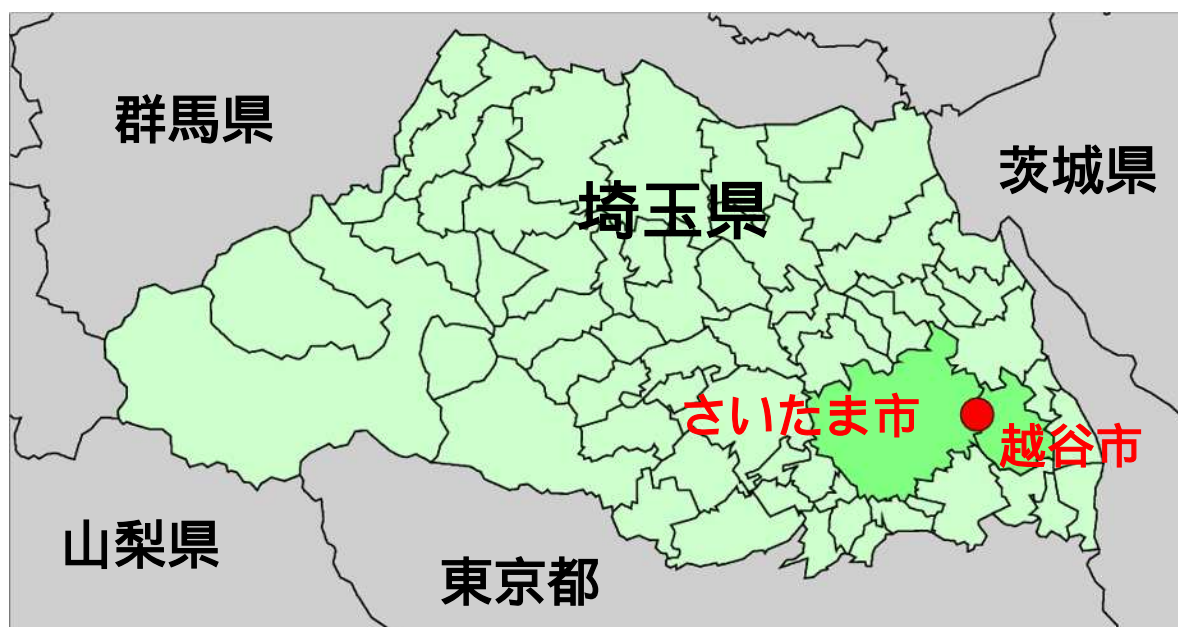 群馬県
茨城県
埼玉県
さいたま市
越谷市
山梨県
東京都